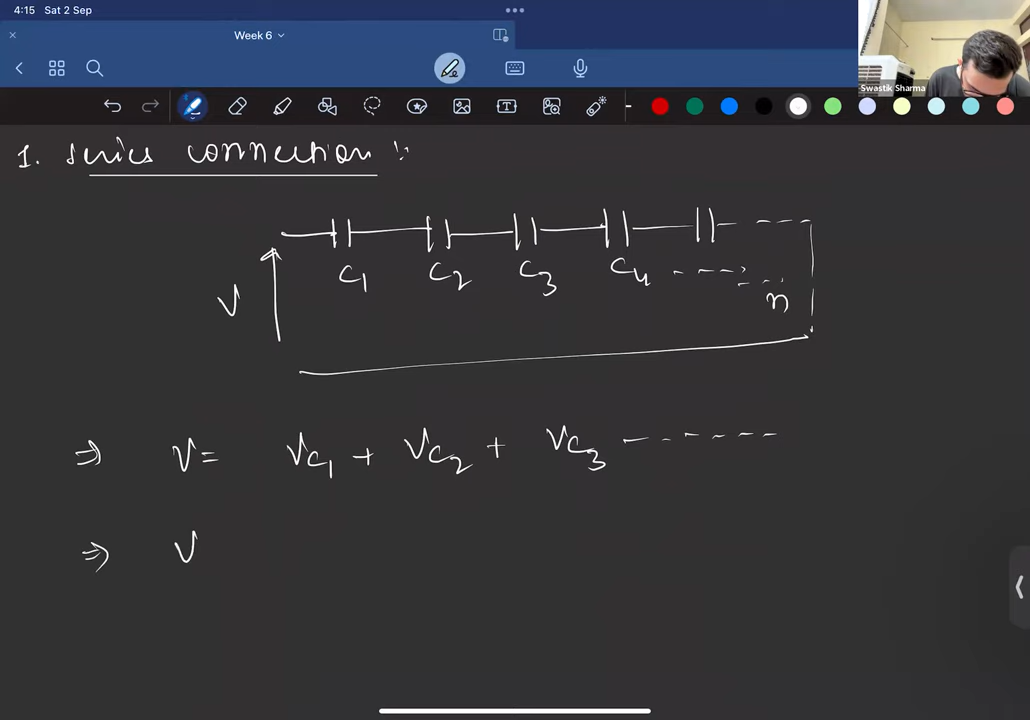 4:15 Sat 2 Sep
Week 6
Swastik Sharma
1. Series connection :
C1 C2 C3 C4 - - - -
V
n
⇒ V = VC1 + VC2 + VC3 - - - - - -
⇒ V